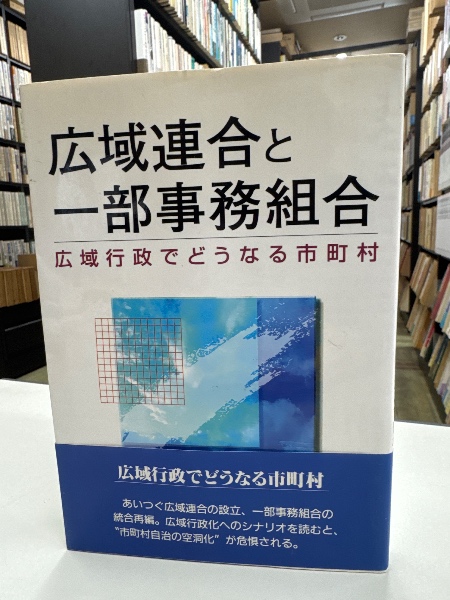 広域連合と
一部事務組合
広域行政でどうなる市町村
広域行政でどうなる市町村
あいつぐ広域連合の設立、一部事務組合の
統合再編。広域行政化へのシナリオを読むと、
“市町村自治の空洞化”が危惧される。